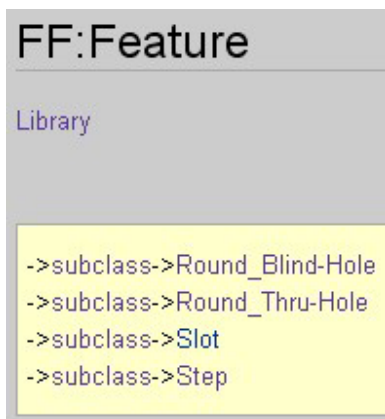 FF:Feature
Library
->subclass->Round_Blind-Hole
->subclass->Round_Thru-Hole
->subclass->Slot
->subclass->Step